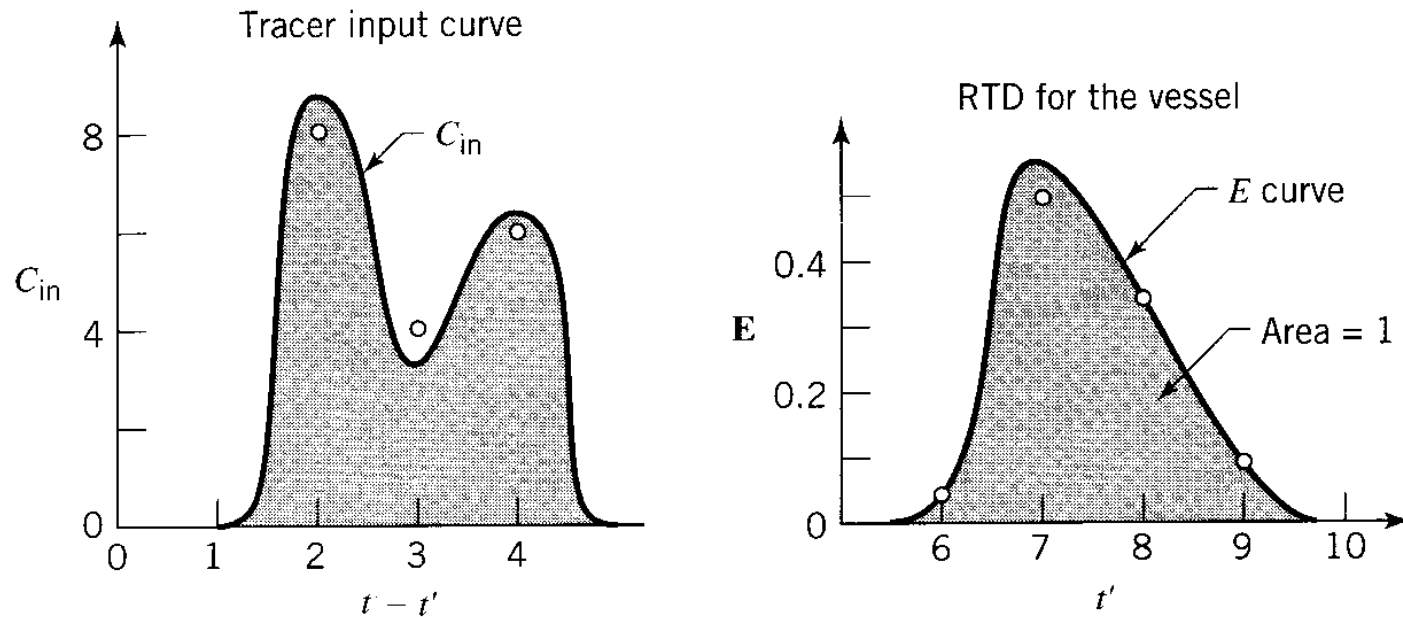 Tracer input curve
C_in
8
C_in
4
0
0 1 2 3 4
t - t'
RTD for the vessel
E curve
0.4
E
Area = 1
0.2
0
6 7 8 9 10
t'